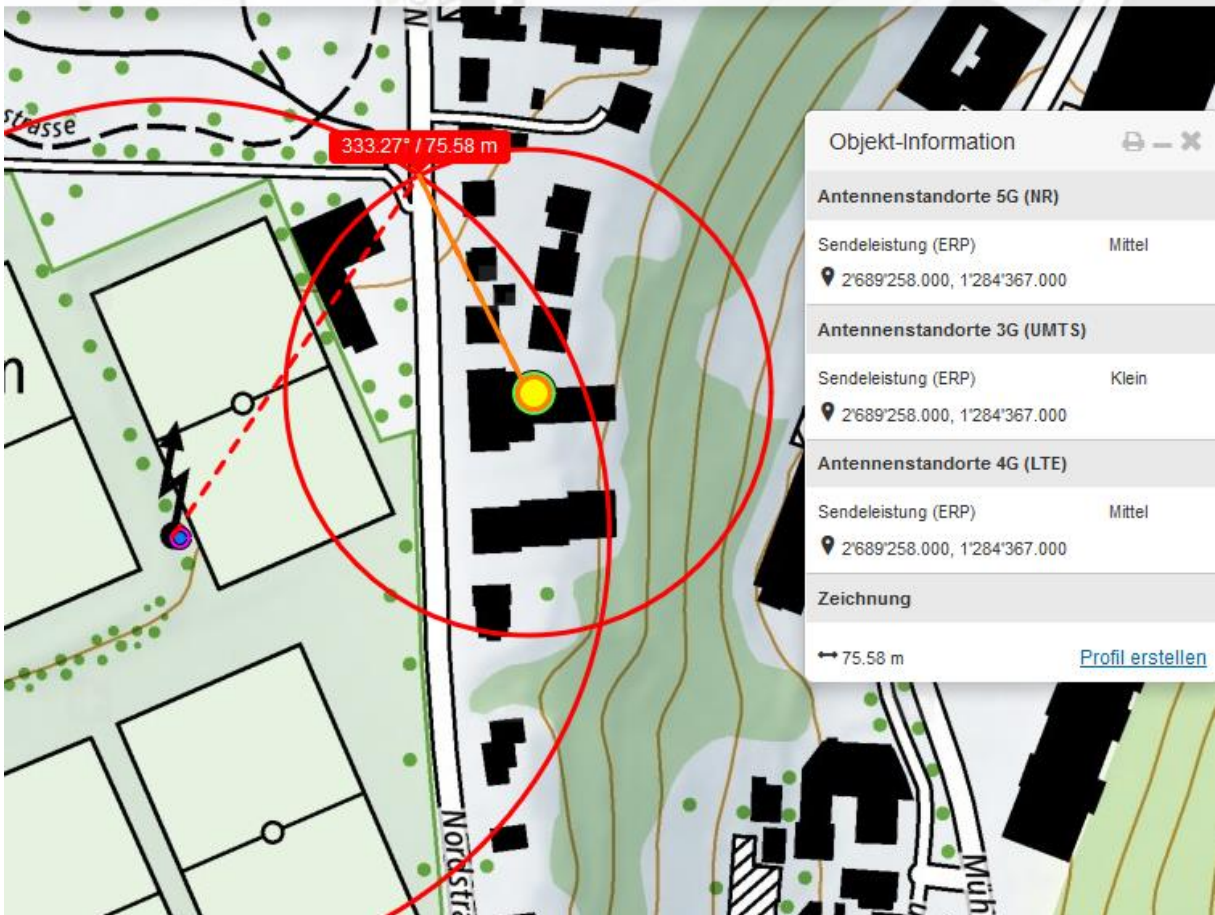 N
strasse
333.27° / 75.58 m
n
Nordstra
Müh
Objekt-Information
Antennenstandorte 5G (NR)
Sendeleistung (ERP) Mittel
2'689'258.000, 1'284'367.000
Antennenstandorte 3G (UMTS)
Sendeleistung (ERP) Klein
2'689'258.000, 1'284'367.000
Antennenstandorte 4G (LTE)
Sendeleistung (ERP) Mittel
2'689'258.000, 1'284'367.000
Zeichnung
75.58 m Profil erstellen